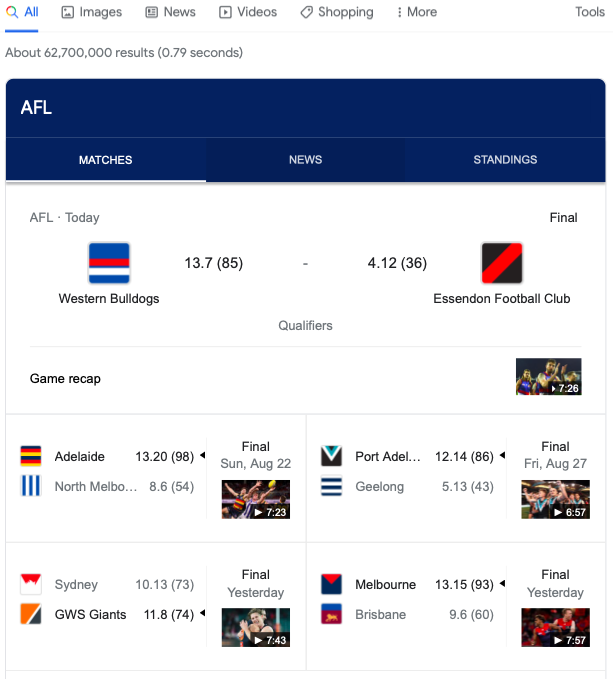 All Images News Videos Shopping More Tools
About 62,700,000 results (0.79 seconds)
AFL
MATCHES NEWS STANDINGS
AFL · Today Final
13.7 (85) - 4.12 (36)
Western Bulldogs Essendon Football Club
Qualifiers
Game recap 7:26
Adelaide 13.20 (98)
North Melbo... 8.6 (54)
Final
Sun, Aug 22
7:23
Port Adel... 12.14 (86)
Geelong 5.13 (43)
Final
Fri, Aug 27
6:57
Sydney 10.13 (73)
GWS Giants 11.8 (74)
Final
Yesterday
7:43
Melbourne 13.15 (93)
Brisbane 9.6 (60)
Final
Yesterday
7:57